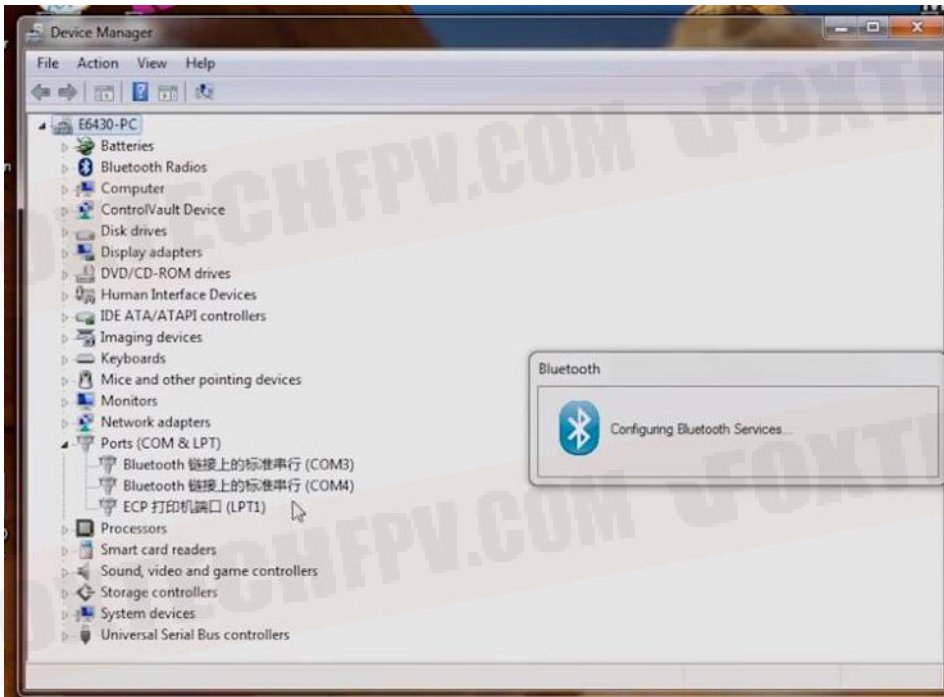 Device Manager
File Action View Help
E6430-PC
Batteries
Bluetooth Radios
Computer
ControlVault Device
Disk drives
Display adapters
DVD/CD-ROM drives
Human Interface Devices
IDE ATA/ATAPI controllers
Imaging devices
Keyboards
Mice and other pointing devices
Monitors
Network adapters
Ports (COM & LPT)
Bluetooth 链接上的标准串行 (COM3)
Bluetooth 链接上的标准串行 (COM4)
ECP 打印机端口 (LPT1)
Processors
Smart card readers
Sound, video and game controllers
Storage controllers
System devices
Universal Serial Bus controllers
Bluetooth
Configuring Bluetooth Services...